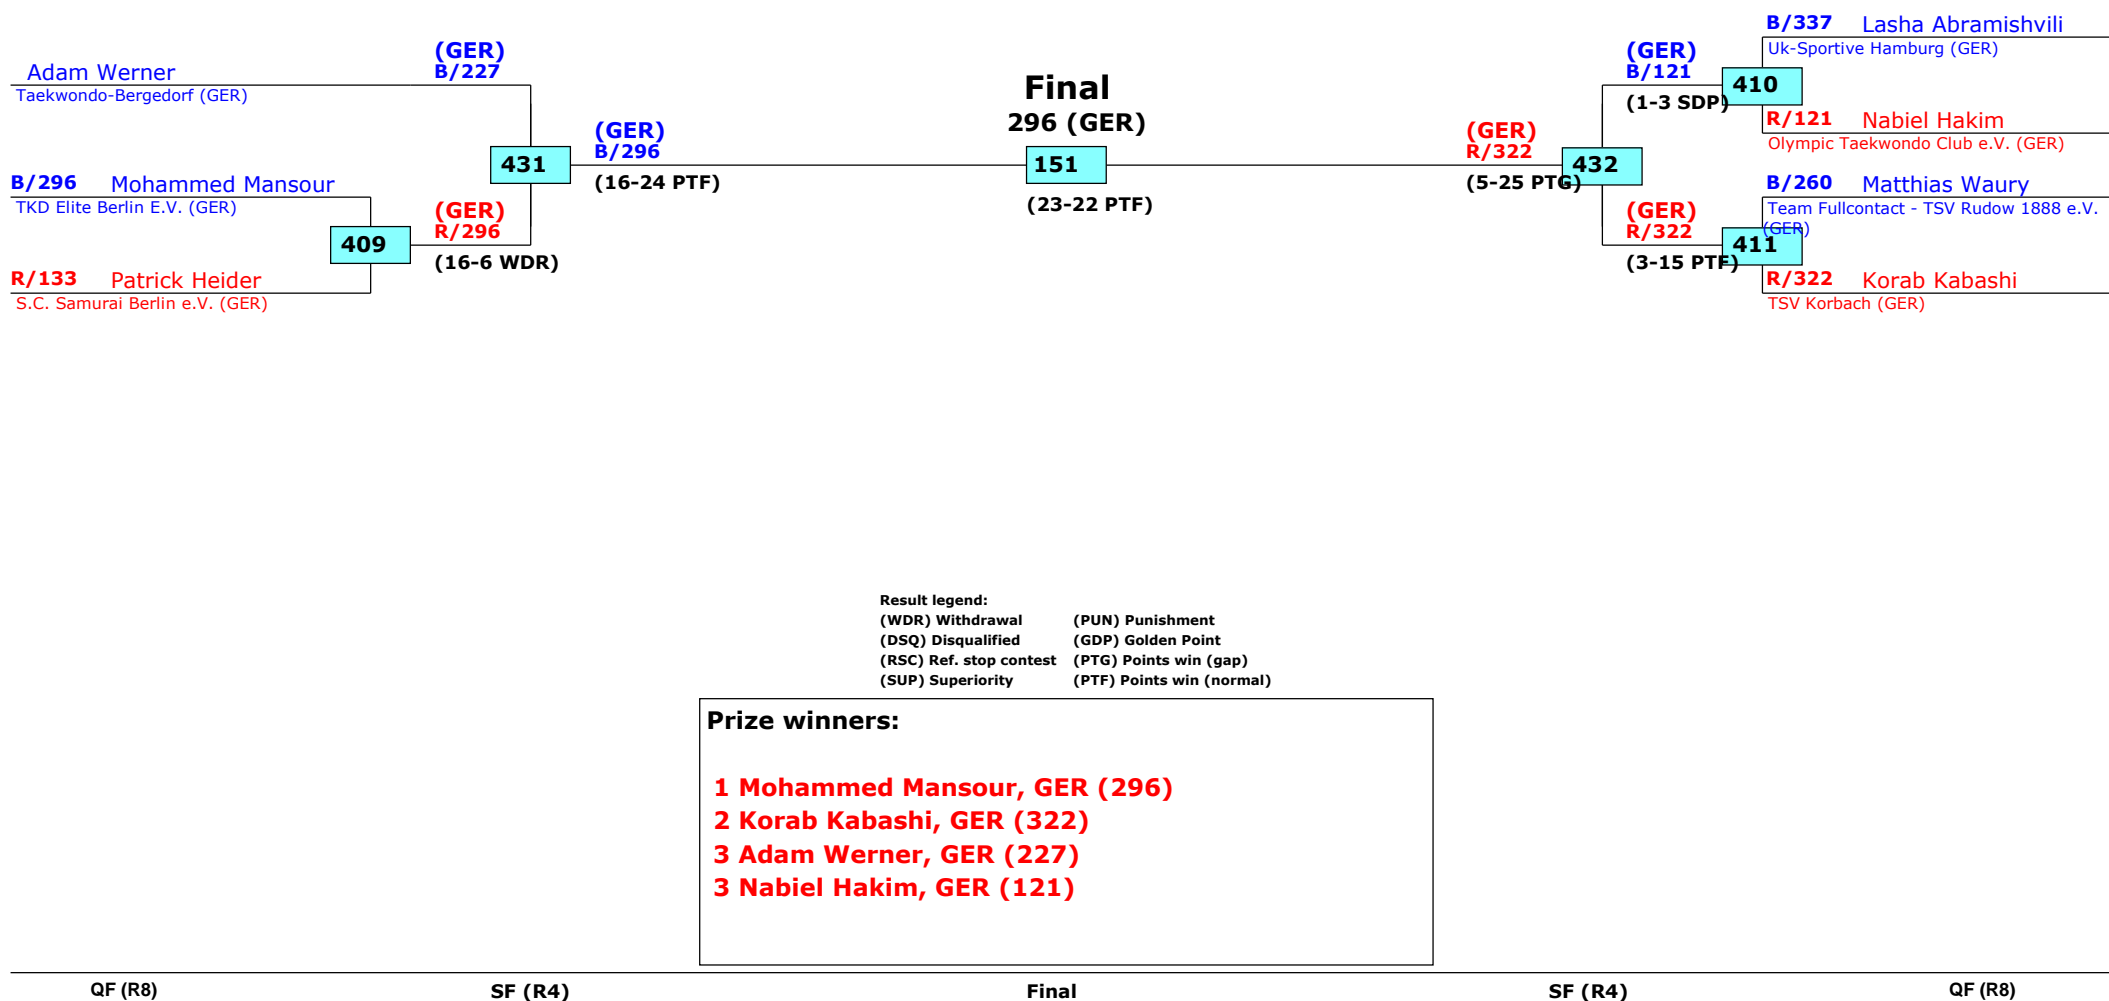 Adam Werner
Taekwondo-Bergedorf (GER)
(GER)
B/227
B/296 Mohammed Mansour
TKD Elite Berlin E.V. (GER)
R/133 Patrick Heider
S.C. Samurai Berlin e.V. (GER)
409
(GER)
R/296
(16-6 WDR)
431
(GER)
B/296
(16-24 PTF)
Final
296 (GER)
151
(23-22 PTF)
(GER)
R/322
(5-25 PTG)
432
(GER)
B/121
(1-3 SDP)
410
B/337 Lasha Abramishvili
Uk-Sportive Hamburg (GER)
R/121 Nabiel Hakim
Olympic Taekwondo Club e.V. (GER)
(GER)
R/322
(3-15 PTF)
411
B/260 Matthias Waury
Team Fullcontact - TSV Rudow 1888 e.V.
(GER)
R/322 Korab Kabashi
TSV Korbach (GER)
Result legend:
(WDR) Withdrawal (PUN) Punishment
(DSQ) Disqualified (GDP) Golden Point
(RSC) Ref. stop contest (PTG) Points win (gap)
(SUP) Superiority (PTF) Points win (normal)
Prize winners:
1 Mohammed Mansour, GER (296)
2 Korab Kabashi, GER (322)
3 Adam Werner, GER (227)
3 Nabiel Hakim, GER (121)
QF (R8) SF (R4) Final SF (R4) QF (R8)